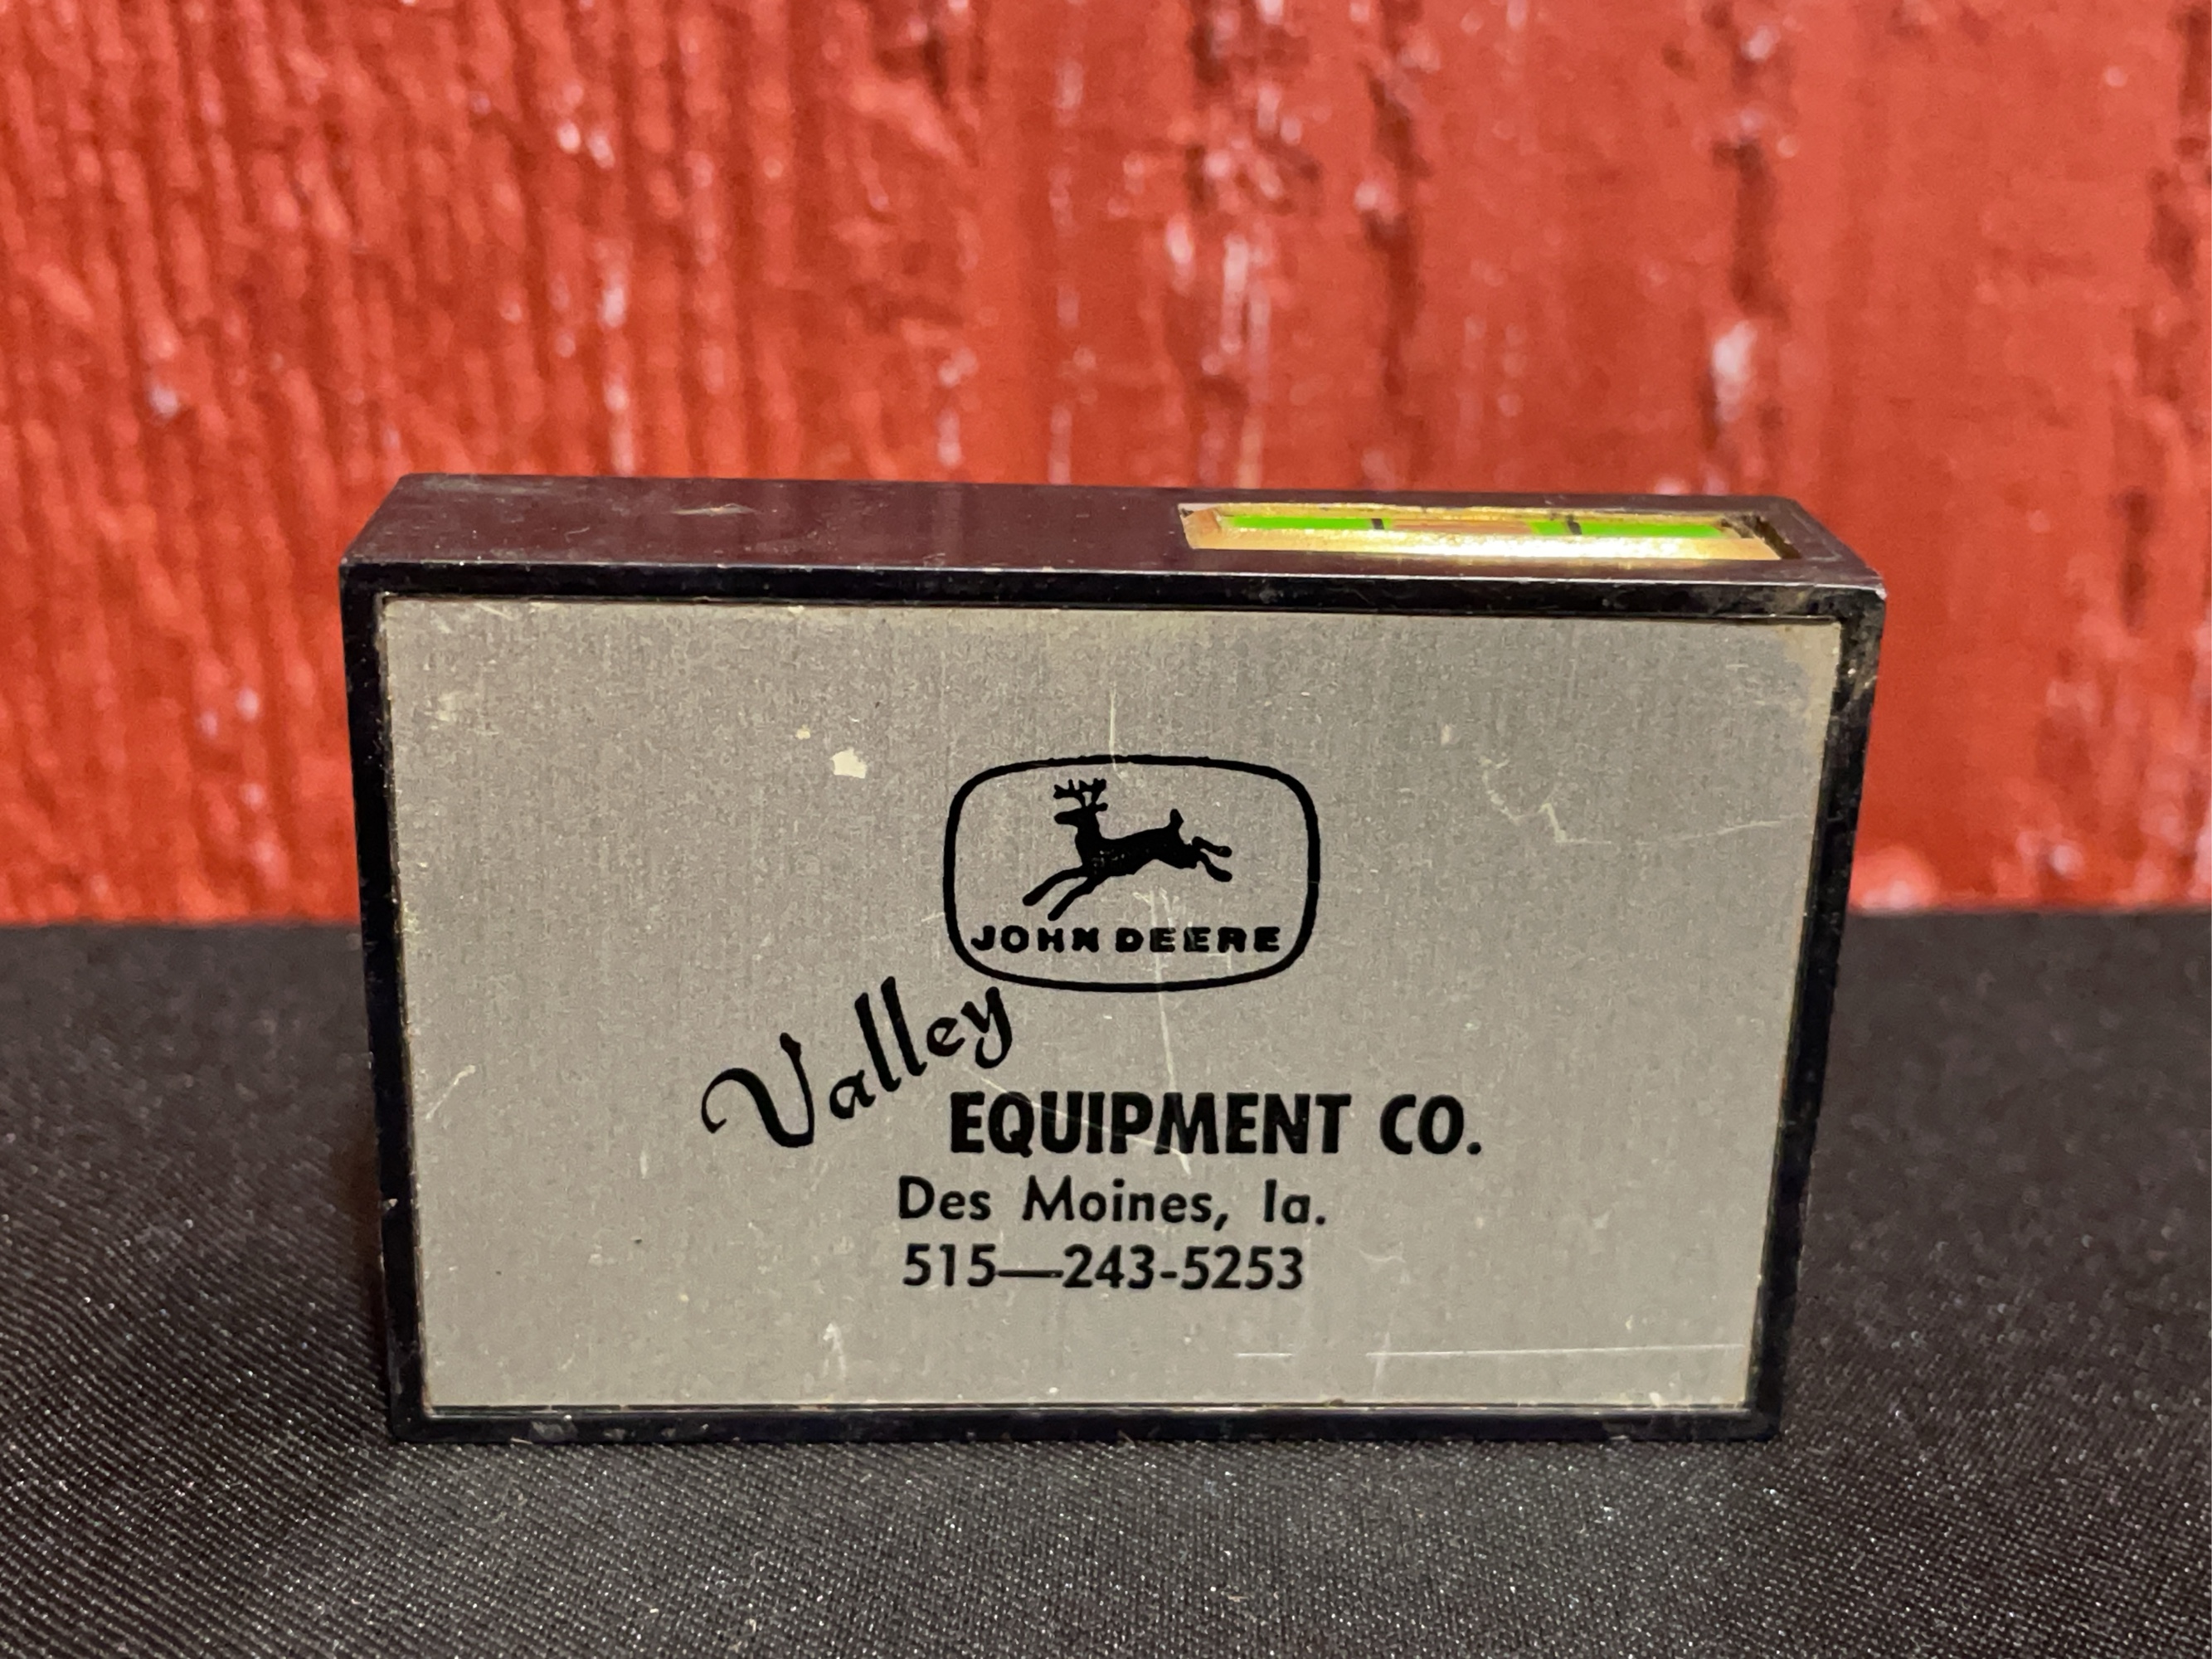 JOHN DEERE
Valley
EQUIPMENT CO.
Des Moines, Ia.
515—243-5253